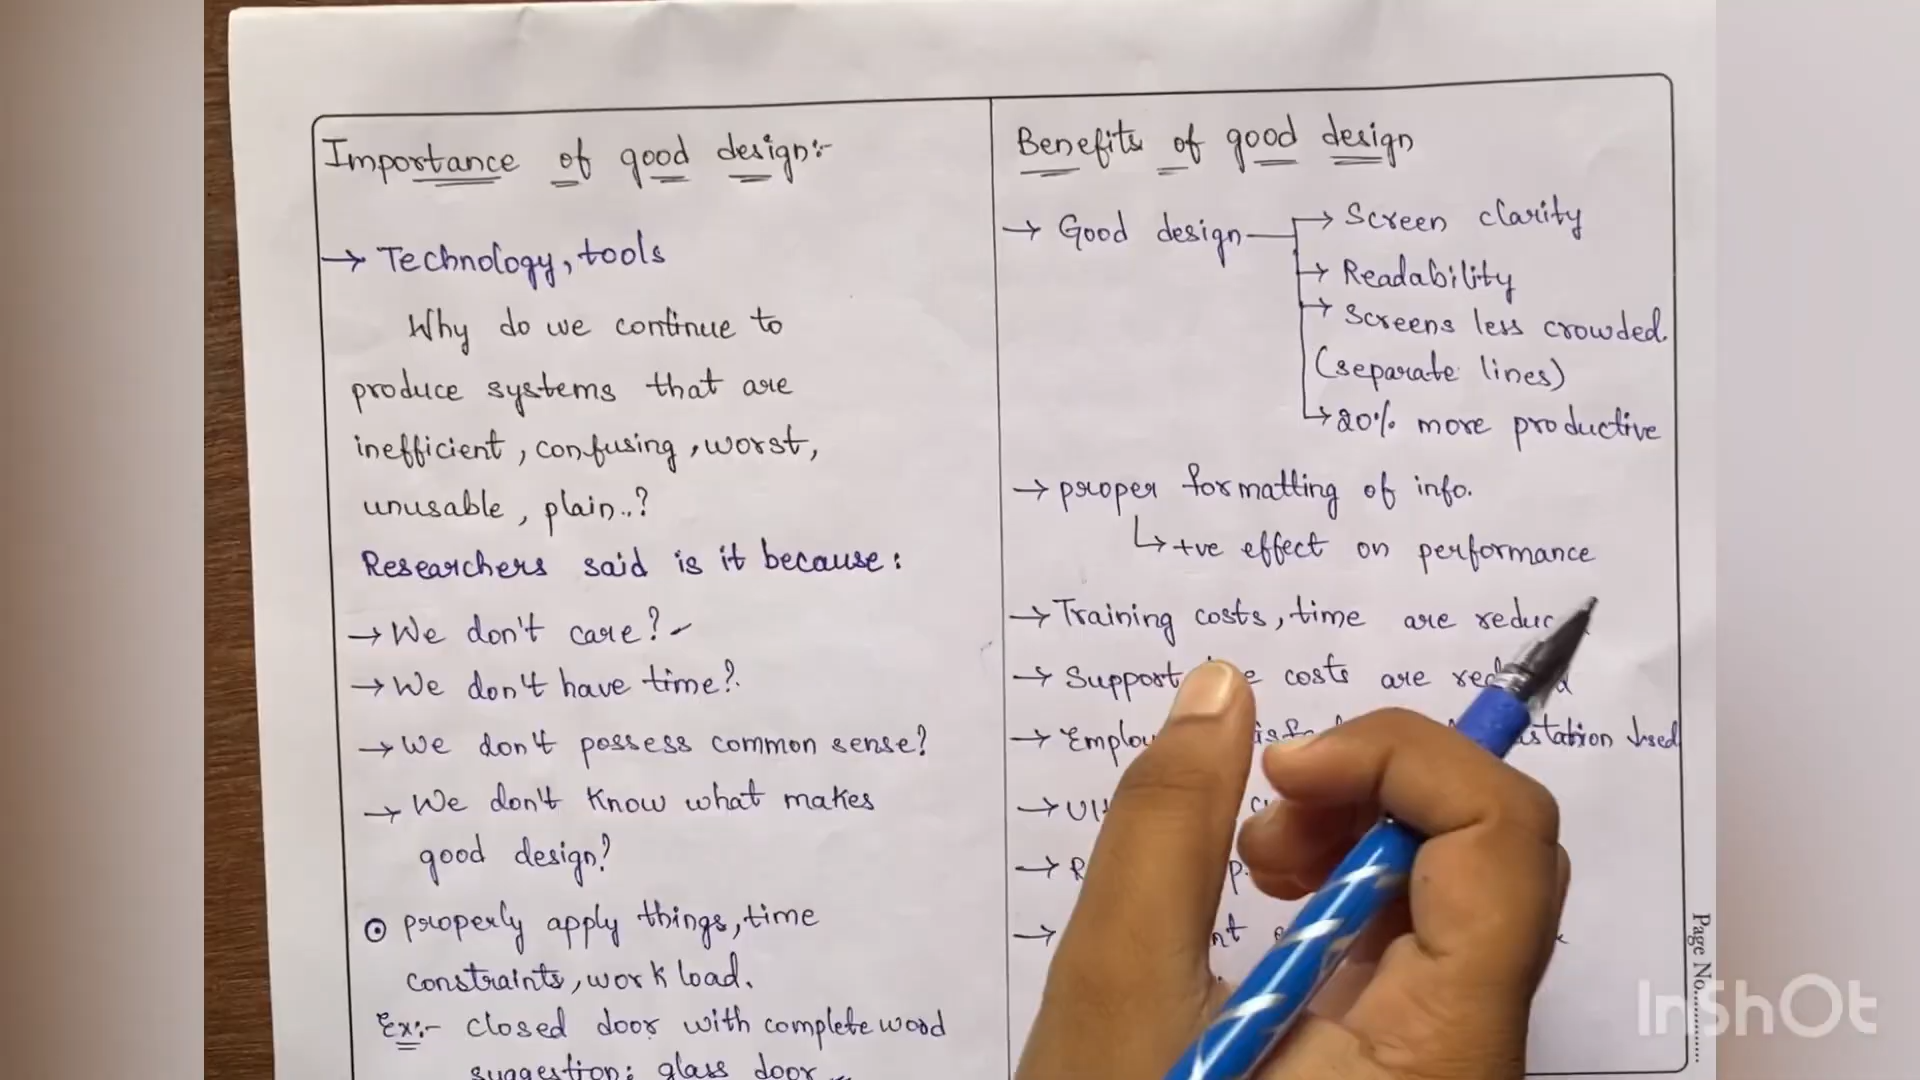 Importance of good design:-
→ Technology, tools
Why do we continue to
produce systems that are
inefficient, confusing, worst,
unusable, plain..?
Researchers said is it because:
→ We don't care?
→ We don't have time?
→ We don't possess common sense?
→ We don't know what makes
good design?
⊙ properly apply things, time
constraints, work load.
Ex:- closed door with complete wood
suggestion: glass door
Benefits of good design
→ Good design → Screen clarity
→ Readability
→ Screens less crowded.
(separate lines)
→ 20% more productive
→ proper formatting of info.
↳ +ve effect on performance
→ Training costs, time are
→ Support costs are
→
→
→
→
Page No.............
InShOt